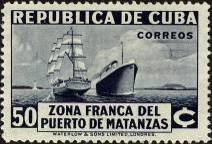 REPUBLICA DE CUBA
CORREOS
50 ZONA FRANCA DEL ¢
PUERTO DE MATANZAS
WATERLOW & SONS LIMITED, LONDRES.